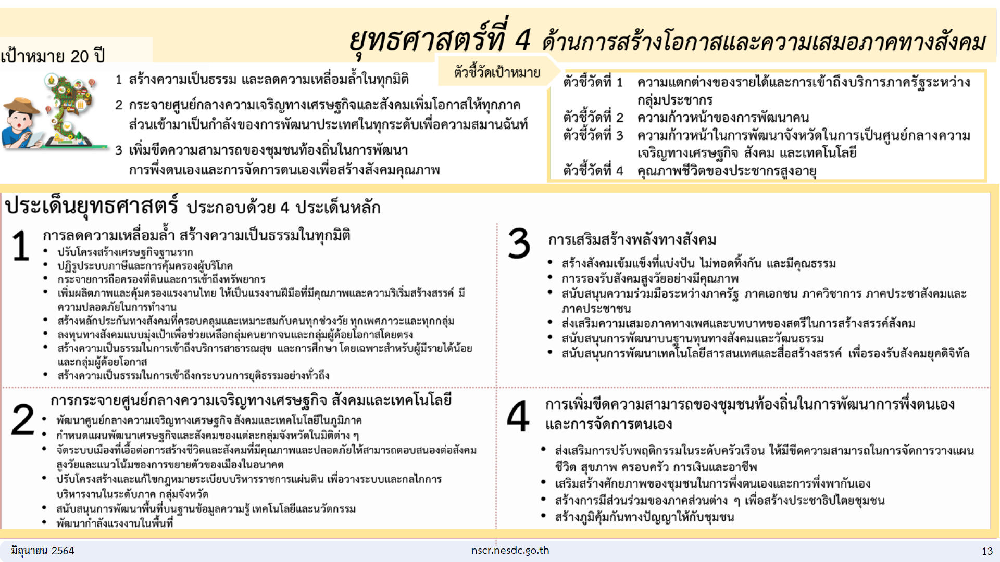 ยุทธศาสตร์ที่ 4 ด้านการสร้างโอกาสและความเสมอภาคทางสังคม
เป้าหมาย 20 ปี
1 สร้างความเป็นธรรม และลดความเหลื่อมล้ำในทุกมิติ
2 กระจายศูนย์กลางความเจริญทางเศรษฐกิจและสังคมเพิ่มโอกาสให้ทุกภาค
ส่วนเข้ามาเป็นกำลังของการพัฒนาประเทศในทุกระดับเพื่อความสมานฉันท์
3 เพิ่มขีดความสามารถของชุมชนท้องถิ่นในการพัฒนา
การพึ่งตนเองและการจัดการตนเองเพื่อสร้างสังคมคุณภาพ
ตัวชี้วัดเป้าหมาย
ตัวชี้วัดที่ 1 ความแตกต่างของรายได้และการเข้าถึงบริการภาครัฐระหว่าง
กลุ่มประชากร
ตัวชี้วัดที่ 2 ความก้าวหน้าของการพัฒนาคน
ตัวชี้วัดที่ 3 ความก้าวหน้าในการพัฒนาจังหวัดในการเป็นศูนย์กลางความ
เจริญทางเศรษฐกิจ สังคม และเทคโนโลยี
ตัวชี้วัดที่ 4 คุณภาพชีวิตของประชากรสูงอายุ
ประเด็นยุทธศาสตร์ ประกอบด้วย 4 ประเด็นหลัก
1 การลดความเหลื่อมล้ำ สร้างความเป็นธรรมในทุกมิติ
• ปรับโครงสร้างเศรษฐกิจฐานราก
• ปฏิรูประบบภาษีและการคุ้มครองผู้บริโภค
• กระจายการถือครองที่ดินและการเข้าถึงทรัพยากร
• เพิ่มผลิตภาพและคุ้มครองแรงงานไทย ให้เป็นแรงงานฝีมือที่มีคุณภาพและความริเริ่มสร้างสรรค์ มี
ความปลอดภัยในการทำงาน
• สร้างหลักประกันทางสังคมที่ครอบคลุมและเหมาะสมกับคนทุกช่วงวัย ทุกเพศภาวะและทุกกลุ่ม
• ลงทุนทางสังคมแบบมุ่งเป้าเพื่อช่วยเหลือกลุ่มคนยากจนและกลุ่มผู้ด้อยโอกาสโดยตรง
• สร้างความเป็นธรรมในการเข้าถึงบริการสาธารณสุข และการศึกษา โดยเฉพาะสำหรับผู้มีรายได้น้อย
และกลุ่มผู้ด้อยโอกาส
• สร้างความเป็นธรรมในการเข้าถึงกระบวนการยุติธรรมอย่างทั่วถึง
2 การกระจายศูนย์กลางความเจริญทางเศรษฐกิจ สังคมและเทคโนโลยี
• พัฒนาศูนย์กลางความเจริญทางเศรษฐกิจ สังคมและเทคโนโลยีในภูมิภาค
• กำหนดแผนพัฒนาเศรษฐกิจและสังคมของแต่ละกลุ่มจังหวัดในมิติต่าง ๆ
• จัดระบบเมืองที่เอื้อต่อการสร้างชีวิตและสังคมที่มีคุณภาพและปลอดภัยให้สามารถตอบสนองต่อสังคม
สูงวัยและแนวโน้มของการขยายตัวของเมืองในอนาคต
• ปรับโครงสร้างและแก้ไขกฎหมายระเบียบบริหารราชการแผ่นดิน เพื่อวางระบบและกลไกการ
บริหารงานในระดับภาค กลุ่มจังหวัด
• สนับสนุนการพัฒนาพื้นที่บนฐานข้อมูลความรู้ เทคโนโลยีและนวัตกรรม
• พัฒนากำลังแรงงานในพื้นที่
3 การเสริมสร้างพลังทางสังคม
• สร้างสังคมเข้มแข็งที่แบ่งปัน ไม่ทอดทิ้งกัน และมีคุณธรรม
• การรองรับสังคมสูงวัยอย่างมีคุณภาพ
• สนับสนุนความร่วมมือระหว่างภาครัฐ ภาคเอกชน ภาควิชาการ ภาคประชาสังคมและ
ภาคประชาชน
• ส่งเสริมความเสมอภาคทางเพศและบทบาทของสตรีในการสร้างสรรค์สังคม
• สนับสนุนการพัฒนาบนฐานทุนทางสังคมและวัฒนธรรม
• สนับสนุนการพัฒนาเทคโนโลยีสารสนเทศและสื่อสร้างสรรค์ เพื่อรองรับสังคมยุคดิจิทัล
4 การเพิ่มขีดความสามารถของชุมชนท้องถิ่นในการพัฒนาการพึ่งตนเอง
และการจัดการตนเอง
• ส่งเสริมการปรับพฤติกรรมในระดับครัวเรือน ให้มีขีดความสามารถในการจัดการวางแผน
ชีวิต สุขภาพ ครอบครัว การเงินและอาชีพ
• เสริมสร้างศักยภาพของชุมชนในการพึ่งตนเองและการพึ่งพากันเอง
• สร้างการมีส่วนร่วมของภาคส่วนต่าง ๆ เพื่อสร้างประชาธิปไตยชุมชน
• สร้างภูมิคุ้มกันทางปัญญาให้กับชุมชน
มิถุนายน 2564
nscr.nesdc.go.th
13